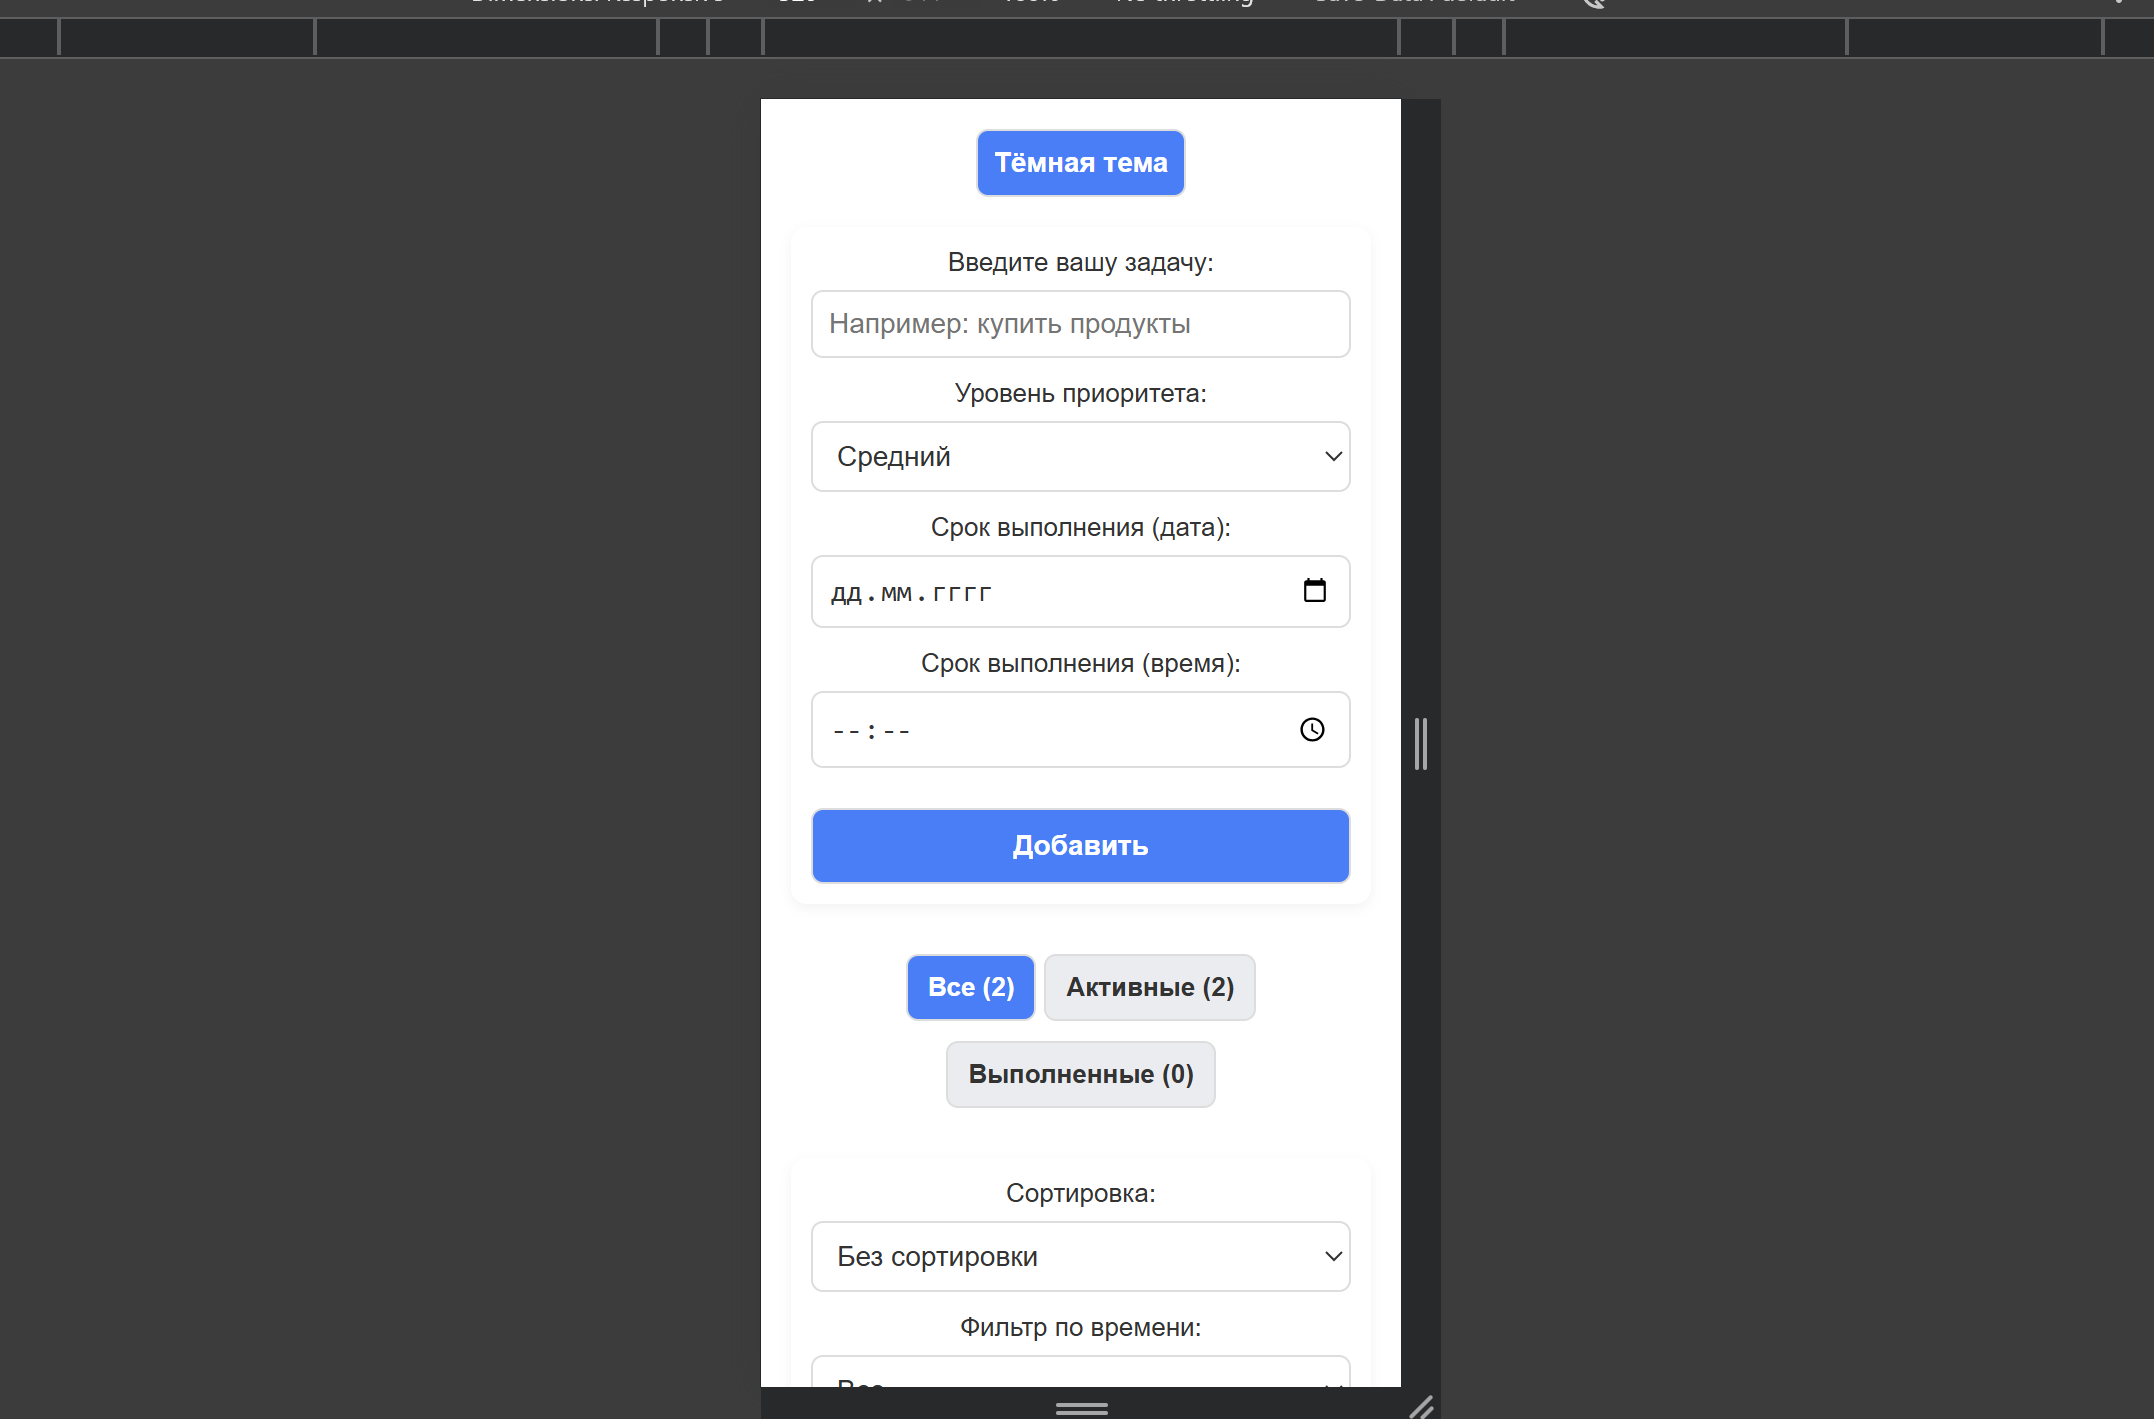 Тёмная тема
Введите вашу задачу:
Например: купить продукты
Уровень приоритета:
Средний
Срок выполнения (дата):
дд.мм.гггг
Срок выполнения (время):
--:--
Добавить
Все (2) Активные (2)
Выполненные (0)
Сортировка:
Без сортировки
Фильтр по времени: